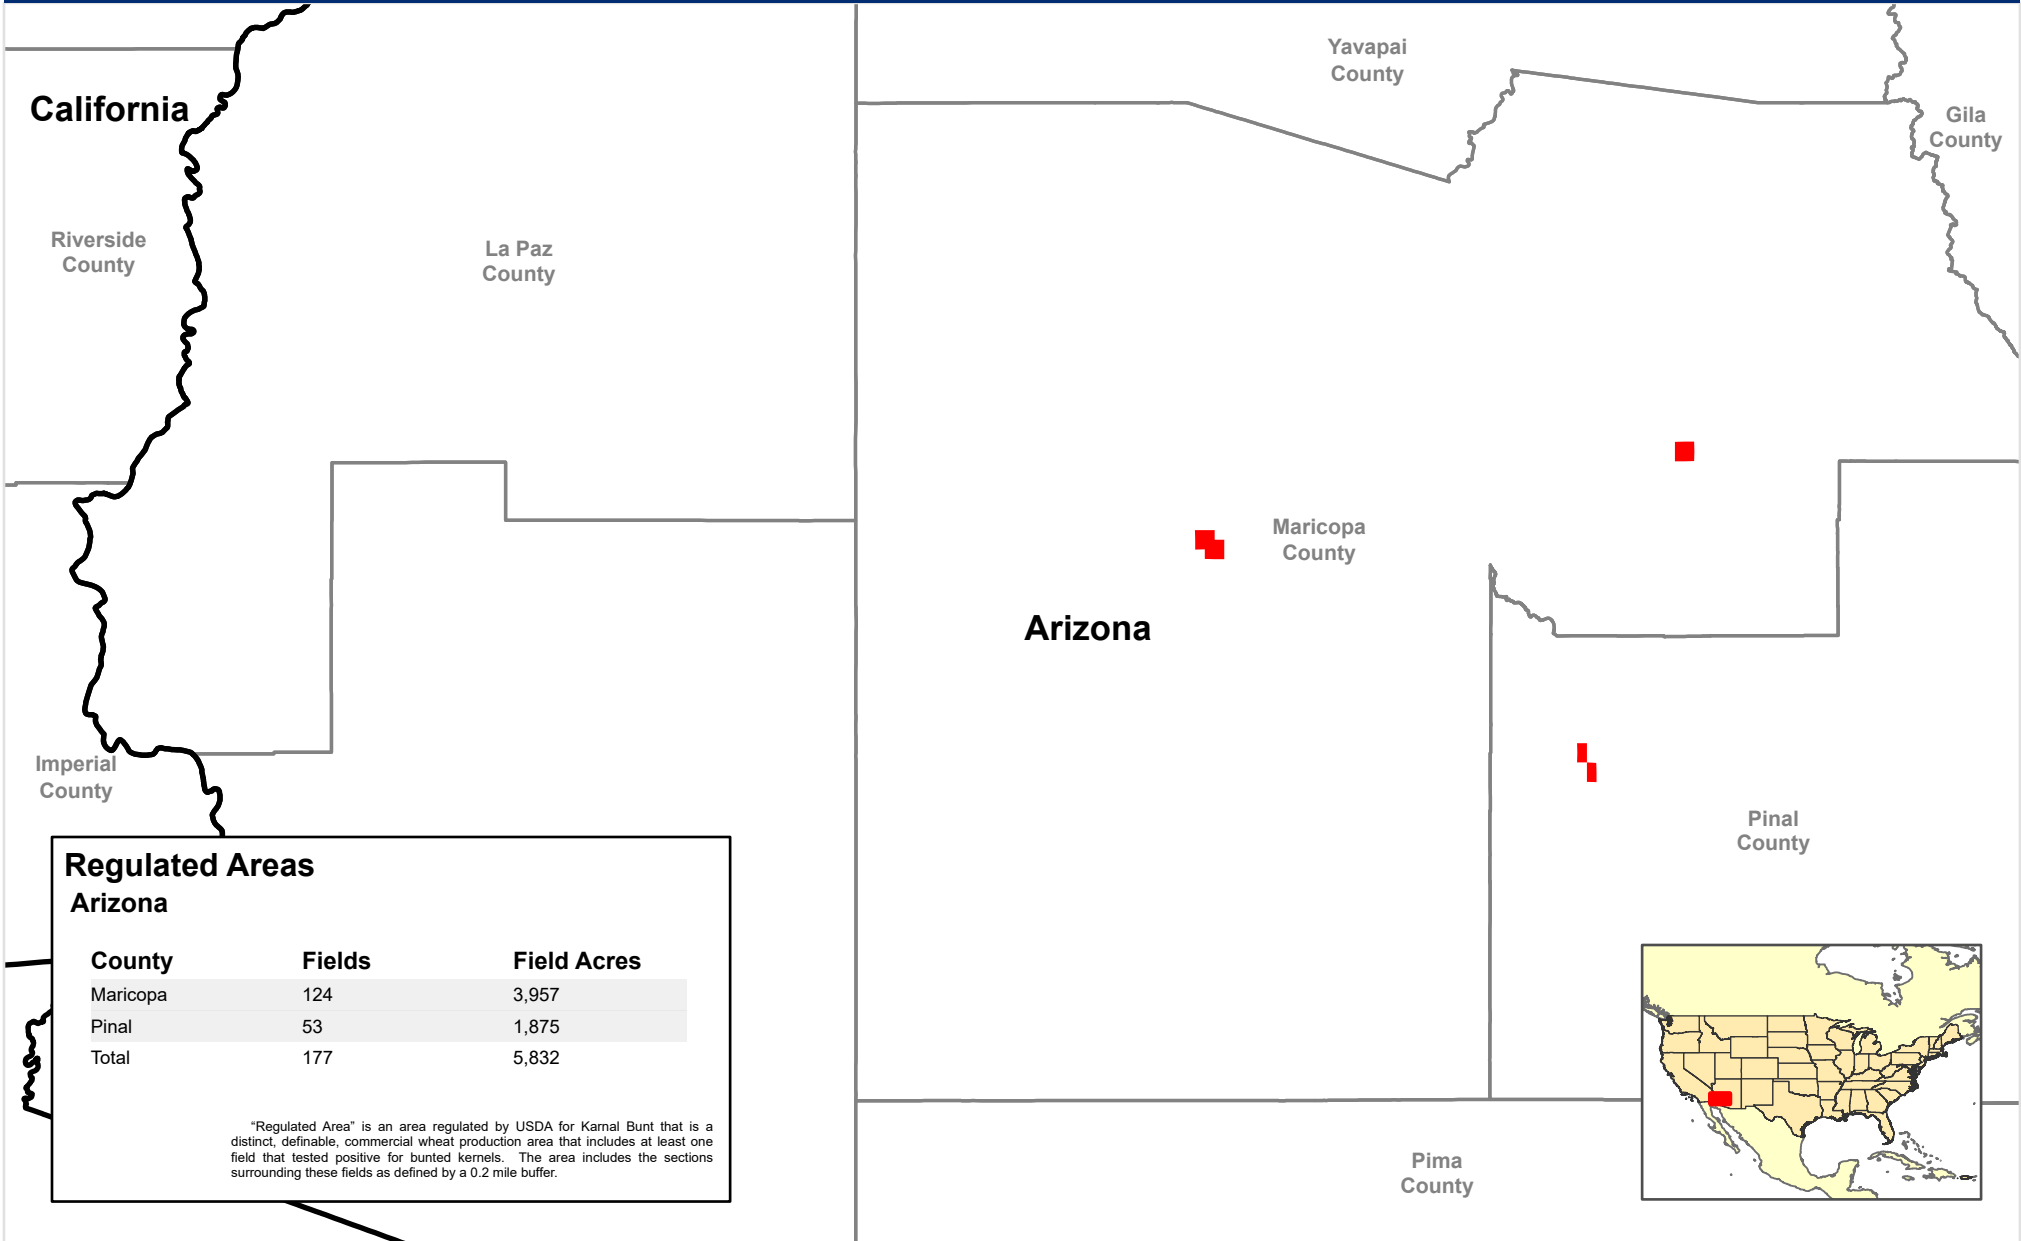 Yavapai
County
California
Gila
County
Riverside
County
La Paz
County
Maricopa
County
Arizona
Imperial
County
Pinal
County
Regulated Areas
Arizona
County Fields Field Acres
Maricopa 124 3,957
Pinal 53 1,875
Total 177 5,832
“Regulated Area” is an area regulated by USDA for Karnal Bunt that is a
distinct, definable, commercial wheat production area that includes at least one
field that tested positive for bunted kernels. The area includes the sections
surrounding these fields as defined by a 0.2 mile buffer.
Pima
County